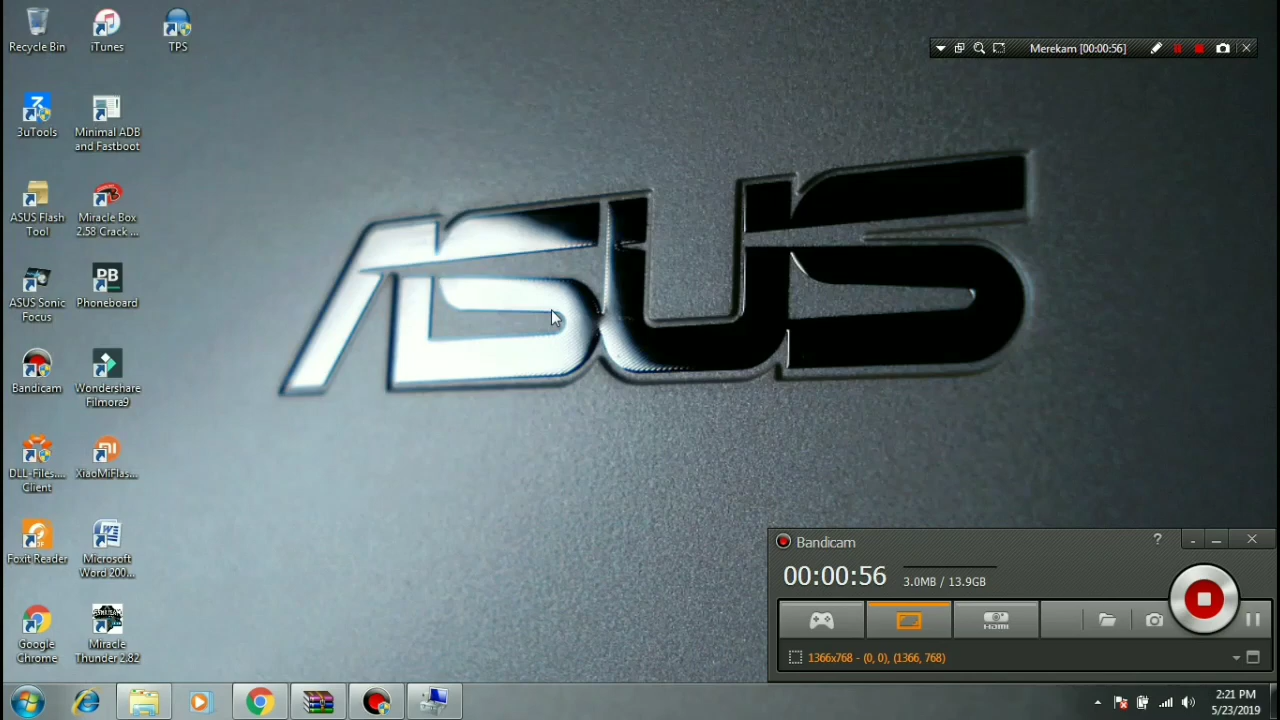 Recycle Bin
iTunes
TPS
Merekam [00:00:56]
3uTools
Minimal ADB
and Fastboot
ASUS Flash
Tool
Miracle Box
2.58 Crack ...
ASUS Sonic
Focus
PB
Phoneboard
ASUS
Bandicam
Wondershare
Filmora9
DLL-Files....
Client
XiaoMiFlas...
Foxit Reader
Microsoft
Word 200...
Google
Chrome
Miracle
Thunder 2.82
Bandicam
?
00:00:56
3.0MB / 13.9GB
HDMI
1366x768 - (0, 0), (1366, 768)
2:21 PM
5/23/2019